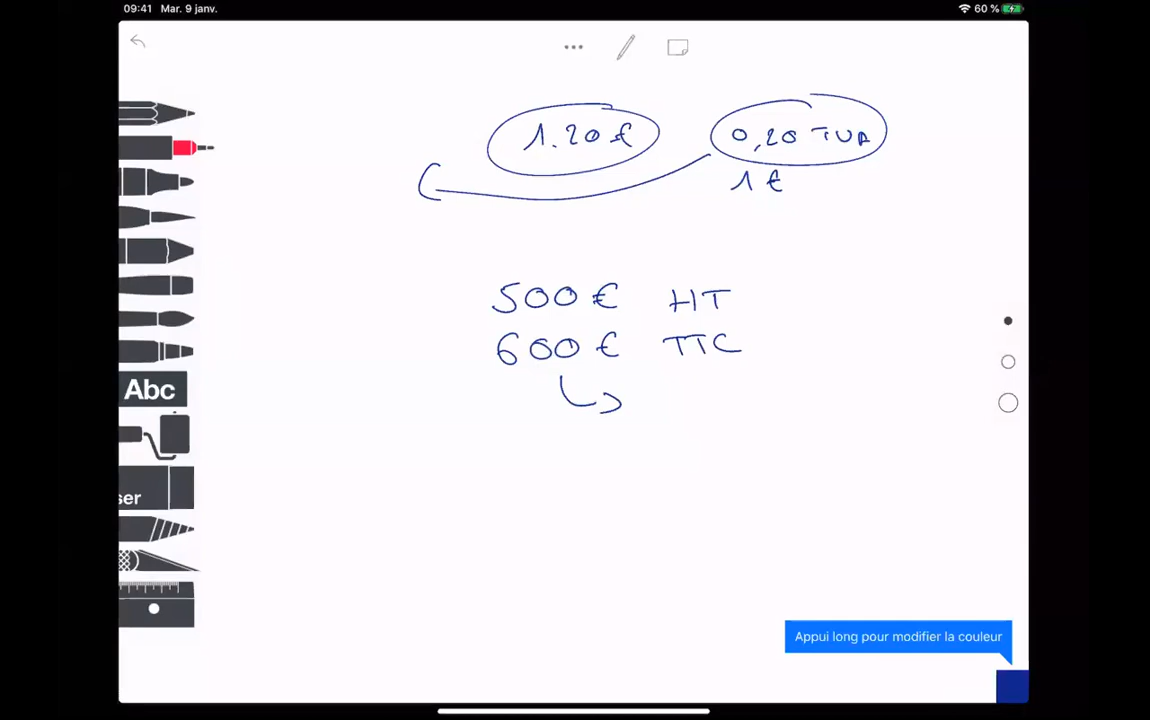 09:41 Mar. 9 janv.
60 %
1.20 €
0,20 TVA
1 €
500 € HT
600 € TTC
Abc
ser
Appui long pour modifier la couleur